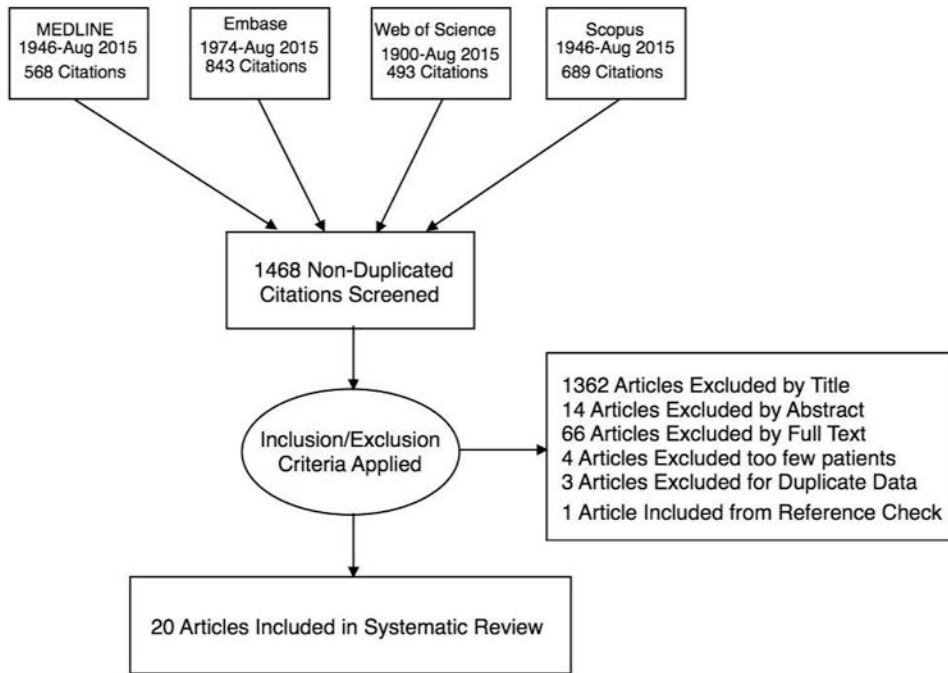 MEDLINE
1946-Aug 2015
568 Citations
Embase
1974-Aug 2015
843 Citations
Web of Science
1900-Aug 2015
493 Citations
Scopus
1946-Aug 2015
689 Citations
1468 Non-Duplicated
Citations Screened
Inclusion/Exclusion
Criteria Applied
1362 Articles Excluded by Title
14 Articles Excluded by Abstract
66 Articles Excluded by Full Text
4 Articles Excluded too few patients
3 Articles Excluded for Duplicate Data
1 Article Included from Reference Check
20 Articles Included in Systematic Review